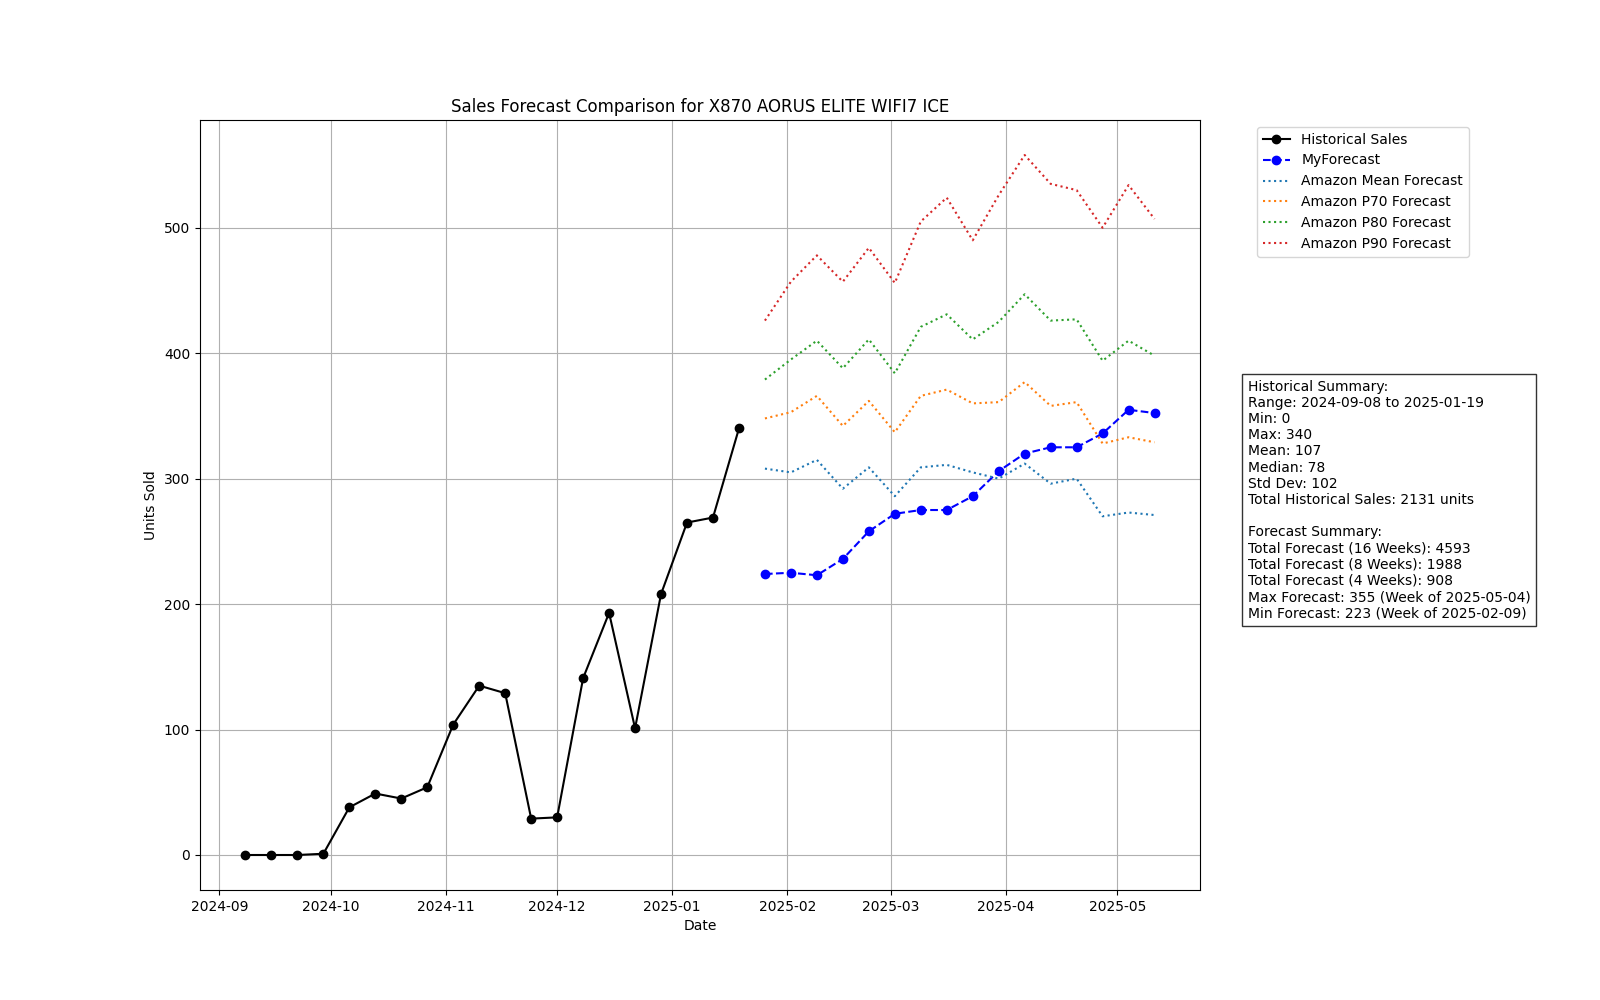 Sales Forecast Comparison for X870 AORUS ELITE WIFI7 ICE
Historical Sales
MyForecast
Amazon Mean Forecast
Amazon P70 Forecast
Amazon P80 Forecast
Amazon P90 Forecast
Units Sold
500
400
300
200
100
0
2024-09 2024-10 2024-11 2024-12 2025-01 2025-02 2025-03 2025-04 2025-05
Date
Historical Summary:
Range: 2024-09-08 to 2025-01-19
Min: 0
Max: 340
Mean: 107
Median: 78
Std Dev: 102
Total Historical Sales: 2131 units
Forecast Summary:
Total Forecast (16 Weeks): 4593
Total Forecast (8 Weeks): 1988
Total Forecast (4 Weeks): 908
Max Forecast: 355 (Week of 2025-05-04)
Min Forecast: 223 (Week of 2025-02-09)